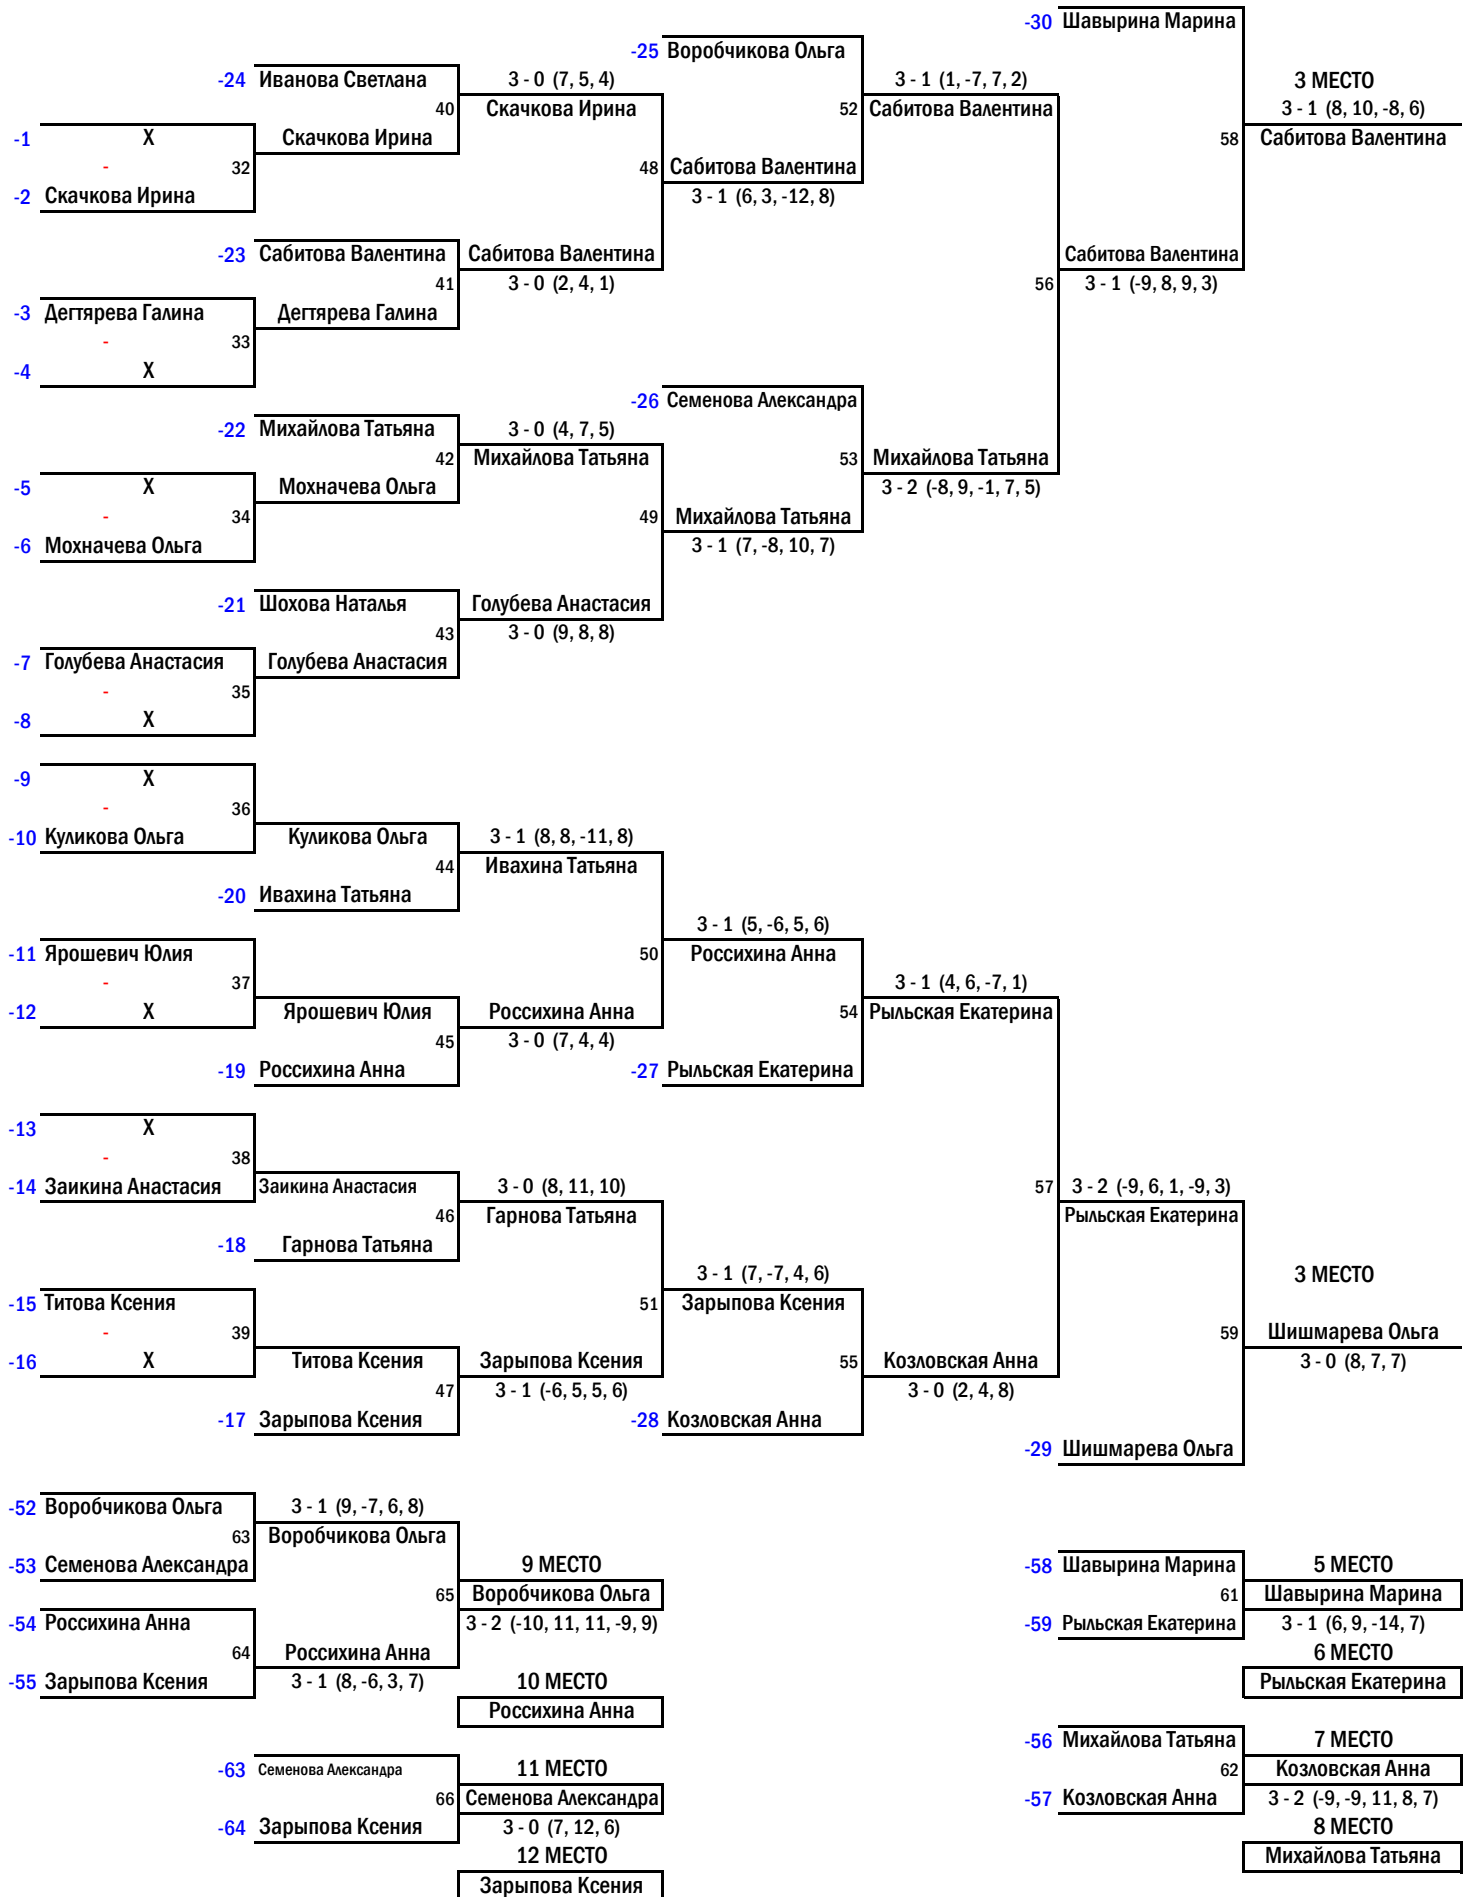 -30 Шавырина Марина
-25 Воробчикова Ольга
-24 Иванова Светлана 3 - 0 (7, 5, 4) 3 - 1 (1, -7, 7, 2) 3 МЕСТО
40 Скачкова Ирина 52 Сабитова Валентина 3 - 1 (8, 10, -8, 6)
-1 X Скачкова Ирина 58 Сабитова Валентина
- 32 48 Сабитова Валентина
-2 Скачкова Ирина 3 - 1 (6, 3, -12, 8)
-23 Сабитова Валентина Сабитова Валентина Сабитова Валентина
41 3 - 0 (2, 4, 1) 56 3 - 1 (-9, 8, 9, 3)
-3 Дегтярева Галина Дегтярева Галина
- 33
-4 X
-26 Семенова Александра
-22 Михайлова Татьяна 3 - 0 (4, 7, 5)
42 Михайлова Татьяна 53 Михайлова Татьяна
-5 X Мохначева Ольга 3 - 2 (-8, 9, -1, 7, 5)
- 34 49 Михайлова Татьяна
-6 Мохначева Ольга 3 - 1 (7, -8, 10, 7)
-21 Шохова Наталья Голубева Анастасия
43 3 - 0 (9, 8, 8)
-7 Голубева Анастасия Голубева Анастасия
- 35
-8 X
-9 X
- 36
-10 Куликова Ольга Куликова Ольга 3 - 1 (8, 8, -11, 8)
44 Ивахина Татьяна
-20 Ивахина Татьяна
3 - 1 (5, -6, 5, 6)
-11 Ярошевич Юлия 50 Россихина Анна
- 37 3 - 1 (4, 6, -7, 1)
-12 X Ярошевич Юлия Россихина Анна 54 Рыльская Екатерина
45 3 - 0 (7, 4, 4)
-19 Россихина Анна -27 Рыльская Екатерина
-13 X
- 38
-14 Заикина Анастасия Заикина Анастасия 3 - 0 (8, 11, 10) 57 3 - 2 (-9, 6, 1, -9, 3)
46 Гарнова Татьяна Рыльская Екатерина
-18 Гарнова Татьяна
3 - 1 (7, -7, 4, 6) 3 МЕСТО
-15 Титова Ксения 51 Зарыпова Ксения
- 39 59 Шишмарева Ольга
-16 X Титова Ксения Зарыпова Ксения 55 Козловская Анна 3 - 0 (8, 7, 7)
47 3 - 1 (-6, 5, 5, 6) 3 - 0 (2, 4, 8)
-17 Зарыпова Ксения -28 Козловская Анна
-29 Шишмарева Ольга
-52 Воробчикова Ольга 3 - 1 (9, -7, 6, 8)
63 Воробчикова Ольга
-53 Семенова Александра 9 МЕСТО -58 Шавырина Марина 5 МЕСТО
65 Воробчикова Ольга 61 Шавырина Марина
-54 Россихина Анна 3 - 2 (-10, 11, 11, -9, 9) -59 Рыльская Екатерина 3 - 1 (6, 9, -14, 7)
64 Россихина Анна 6 МЕСТО
-55 Зарыпова Ксения 3 - 1 (8, -6, 3, 7) 10 МЕСТО Рыльская Екатерина
Россихина Анна
-56 Михайлова Татьяна 7 МЕСТО
-63 Семенова Александра 11 МЕСТО 62 Козловская Анна
66 Семенова Александра -57 Козловская Анна 3 - 2 (-9, -9, 11, 8, 7)
-64 Зарыпова Ксения 3 - 0 (7, 12, 6) 8 МЕСТО
12 МЕСТО Михайлова Татьяна
Зарыпова Ксения